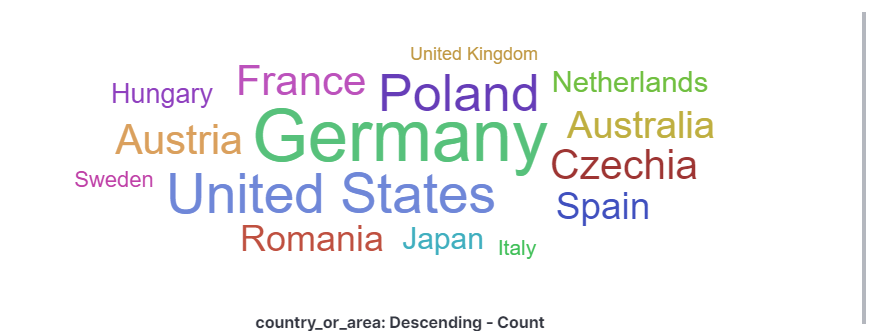 United Kingdom
France
Poland
Netherlands
Hungary
Germany
Australia
Austria
Czechia
Sweden
United States
Spain
Romania
Japan
Italy
country_or_area: Descending - Count